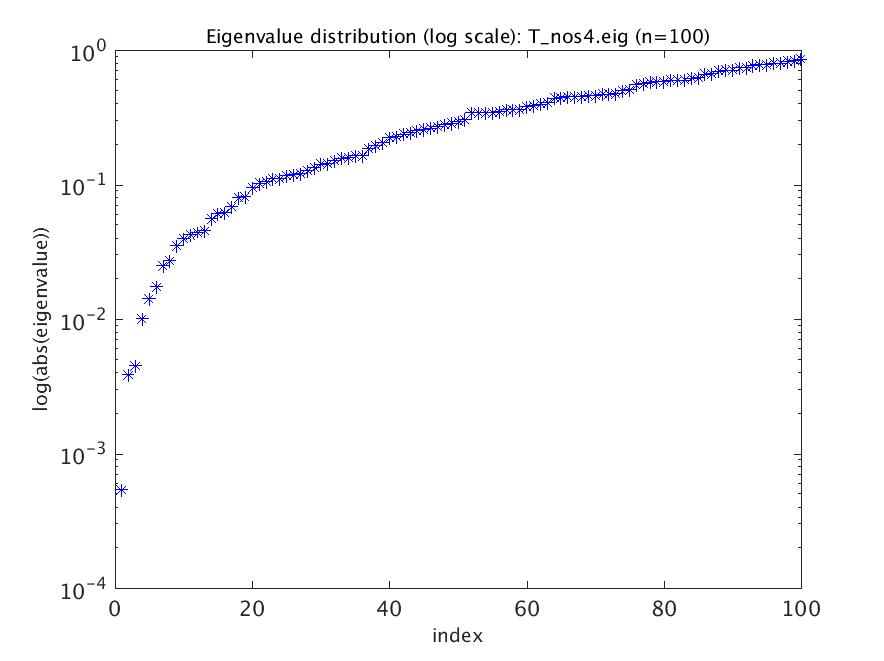 Eigenvalue distribution (log scale): T_nos4.eig (n=100)
10^0
10^-1
10^-2
10^-3
10^-4
log(abs(eigenvalue))
0 20 40 60 80 100
index